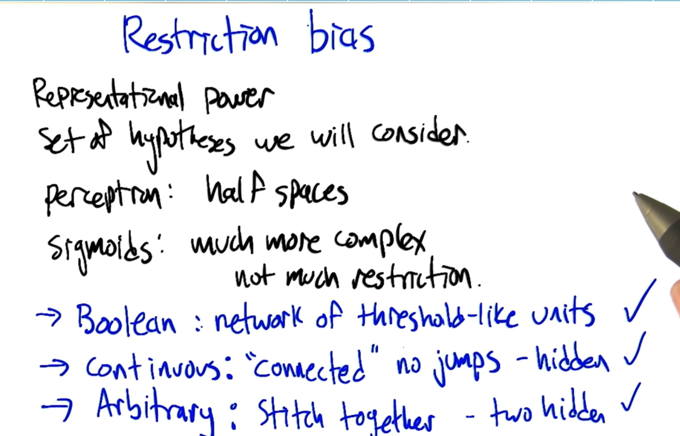 Restriction bias
Representational power
set of hypotheses we will consider.
perceptron: half spaces
Sigmoids: much more complex
not much restriction.
→ Boolean: network of threshold-like units ✓
→ continuous: "connected" no jumps - hidden ✓
→ Arbitrary: stitch together - two hidden ✓